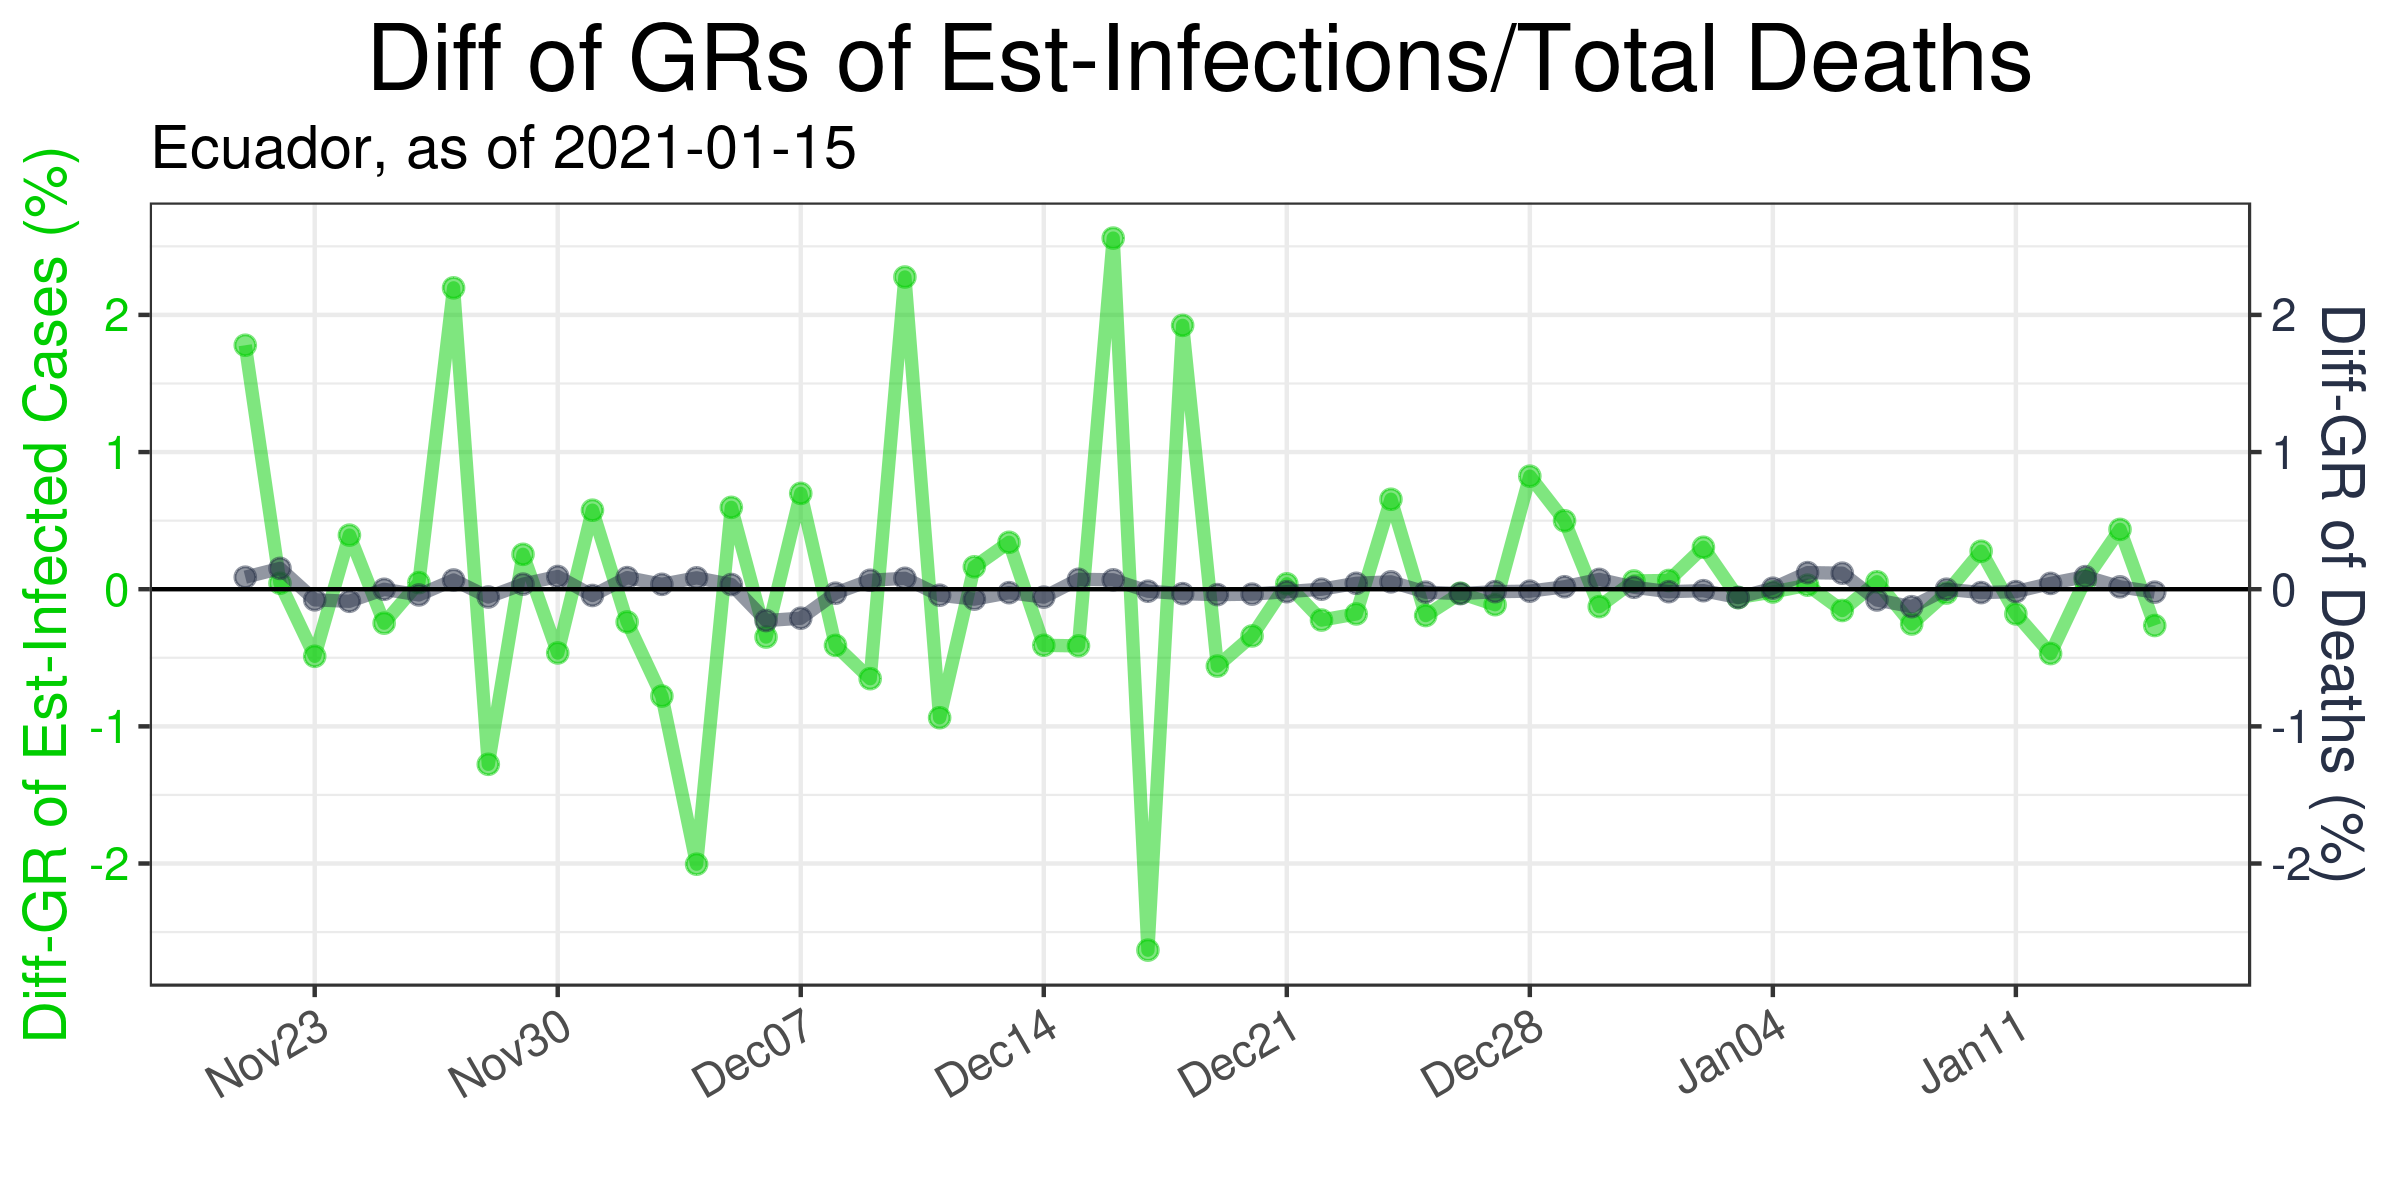 Diff of GRs of Est-Infections/Total Deaths
Ecuador, as of 2021-01-15
Diff-GR of Est-Infected Cases (%)
2
1
0
-1
-2
2
1
0
-1
-2
Diff-GR of Deaths (%)
Nov23
Nov30
Dec07
Dec14
Dec21
Dec28
Jan04
Jan11